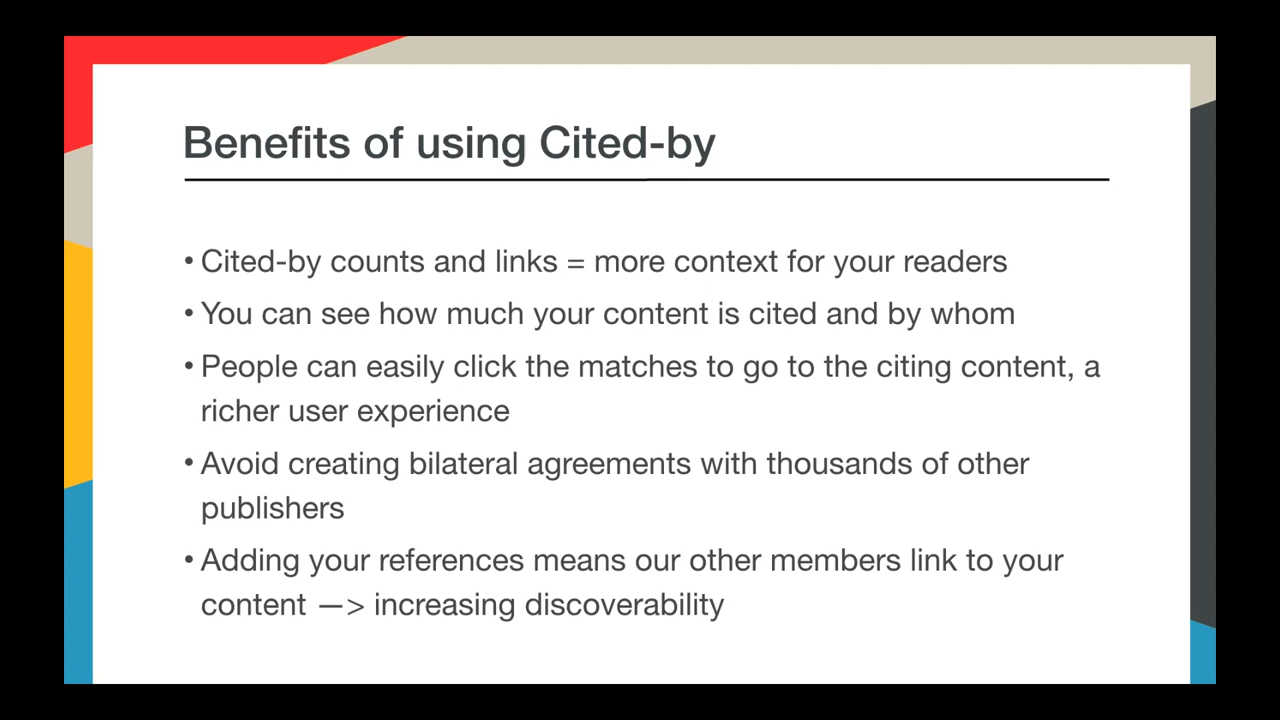 Benefits of using Cited-by
• Cited-by counts and links = more context for your readers
• You can see how much your content is cited and by whom
• People can easily click the matches to go to the citing content, a
richer user experience
• Avoid creating bilateral agreements with thousands of other
publishers
• Adding your references means our other members link to your
content —> increasing discoverability